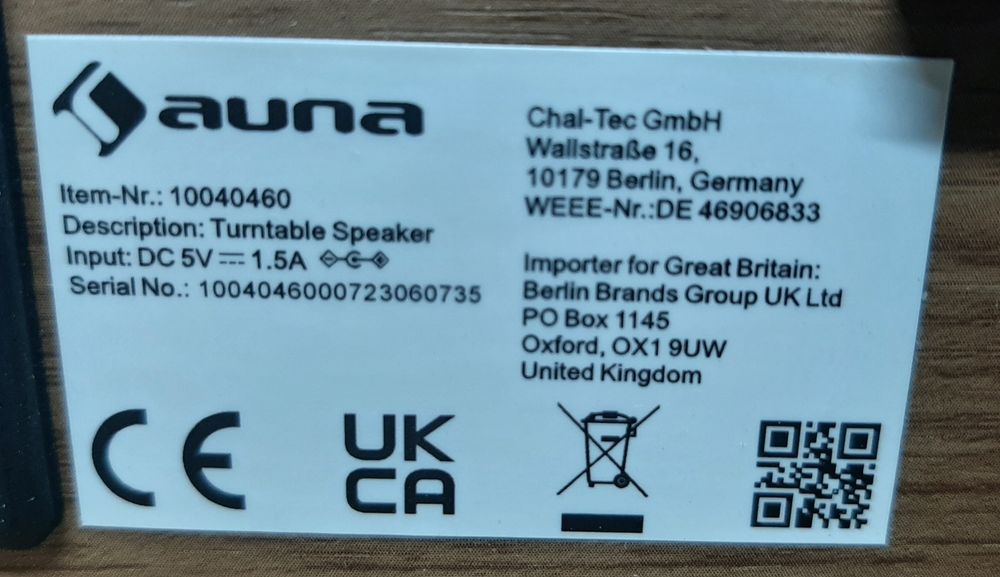 auna
Item-Nr.: 10040460
Description: Turntable Speaker
Input: DC 5V ⎓ 1.5A
Serial No.: 1004046000723060735
Chal-Tec GmbH
Wallstraße 16,
10179 Berlin, Germany
WEEE-Nr.:DE 46906833
Importer for Great Britain:
Berlin Brands Group UK Ltd
PO Box 1145
Oxford, OX1 9UW
United Kingdom
CE
UK
CA